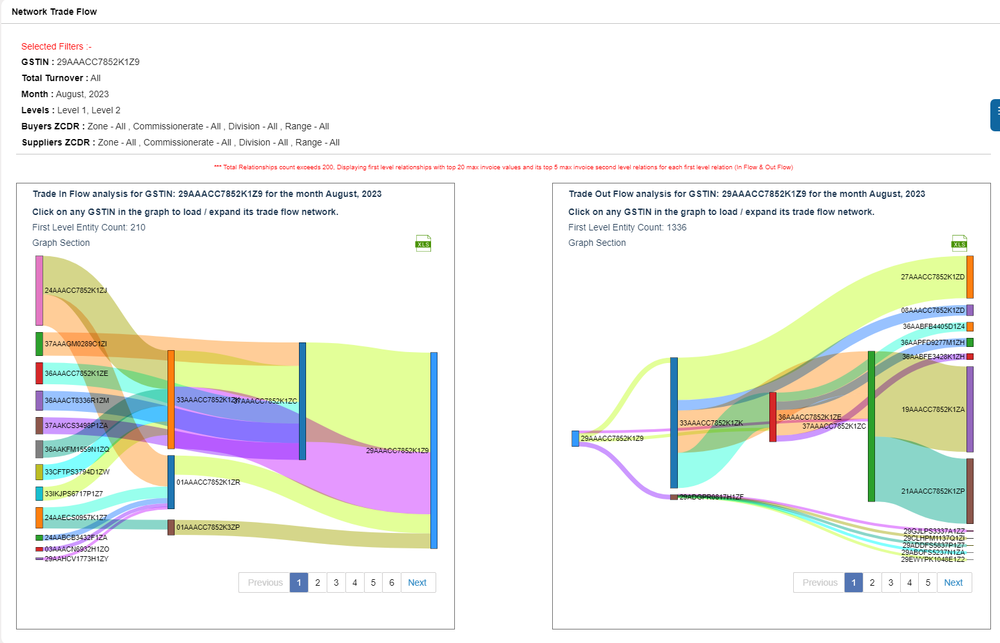 Network Trade Flow
Selected Filters :-
GSTIN : 29AAACC7852K1Z9
Total Turnover : All
Month : August, 2023
Levels : Level 1, Level 2
Buyers ZCDR : Zone - All , Commissionerate - All , Division - All , Range - All
Suppliers ZCDR : Zone - All , Commissionerate - All , Division - All , Range - All
*** Total Relationships count exceeds 200, Displaying first level relationships with top 20 max invoice values and its top 5 max invoice second level relations for each first level relation (In Flow & Out Flow)
Trade In Flow analysis for GSTIN: 29AAACC7852K1Z9 for the month August, 2023
Click on any GSTIN in the graph to load / expand its trade flow network.
First Level Entity Count: 210
Graph Section
XLS
24AAACC7852K1ZJ
37AAAGM0289C1ZI
36AAACC7852K1ZE
36AAACT8336R1ZM
37AAKCS3498P1ZA
36AAKFM1559N1ZQ
33CFTPS3794D1ZW
33IKJPS6717P1Z7
24AAECS0957K1Z7
24AABCB3432F1ZA
03AAACN6932H1ZO
29AAHCV1773H1ZY
33AAACC7852K1ZK
37AAACC7852K1ZC
01AAACC7852K1ZR
01AAACC7852K3ZP
29AAACC7852K1Z9
Previous 1 2 3 4 5 6 Next
Trade Out Flow analysis for GSTIN: 29AAACC7852K1Z9 for the month August, 2023
Click on any GSTIN in the graph to load / expand its trade flow network.
First Level Entity Count: 1336
Graph Section
XLS
29AAACC7852K1Z9
33AAACC7852K1ZK
29ADGPR0817H1ZF
36AAACC7852K1ZE
37AAACC7852K1ZC
27AAACC7852K1ZD
08AAACC7852K1ZD
36AABFB4405D1Z4
36AAPFD9277M1ZH
36AABFE3428K1ZH
19AAACC7852K1ZA
21AAACC7852K1ZP
29GJLPS3337A1ZZ
29CLHPM1137Q1ZI
29ADDFS5837P1Z7
29ABOFS5237N1ZA
29EWYPK1048E1Z2
Previous 1 2 3 4 5 Next